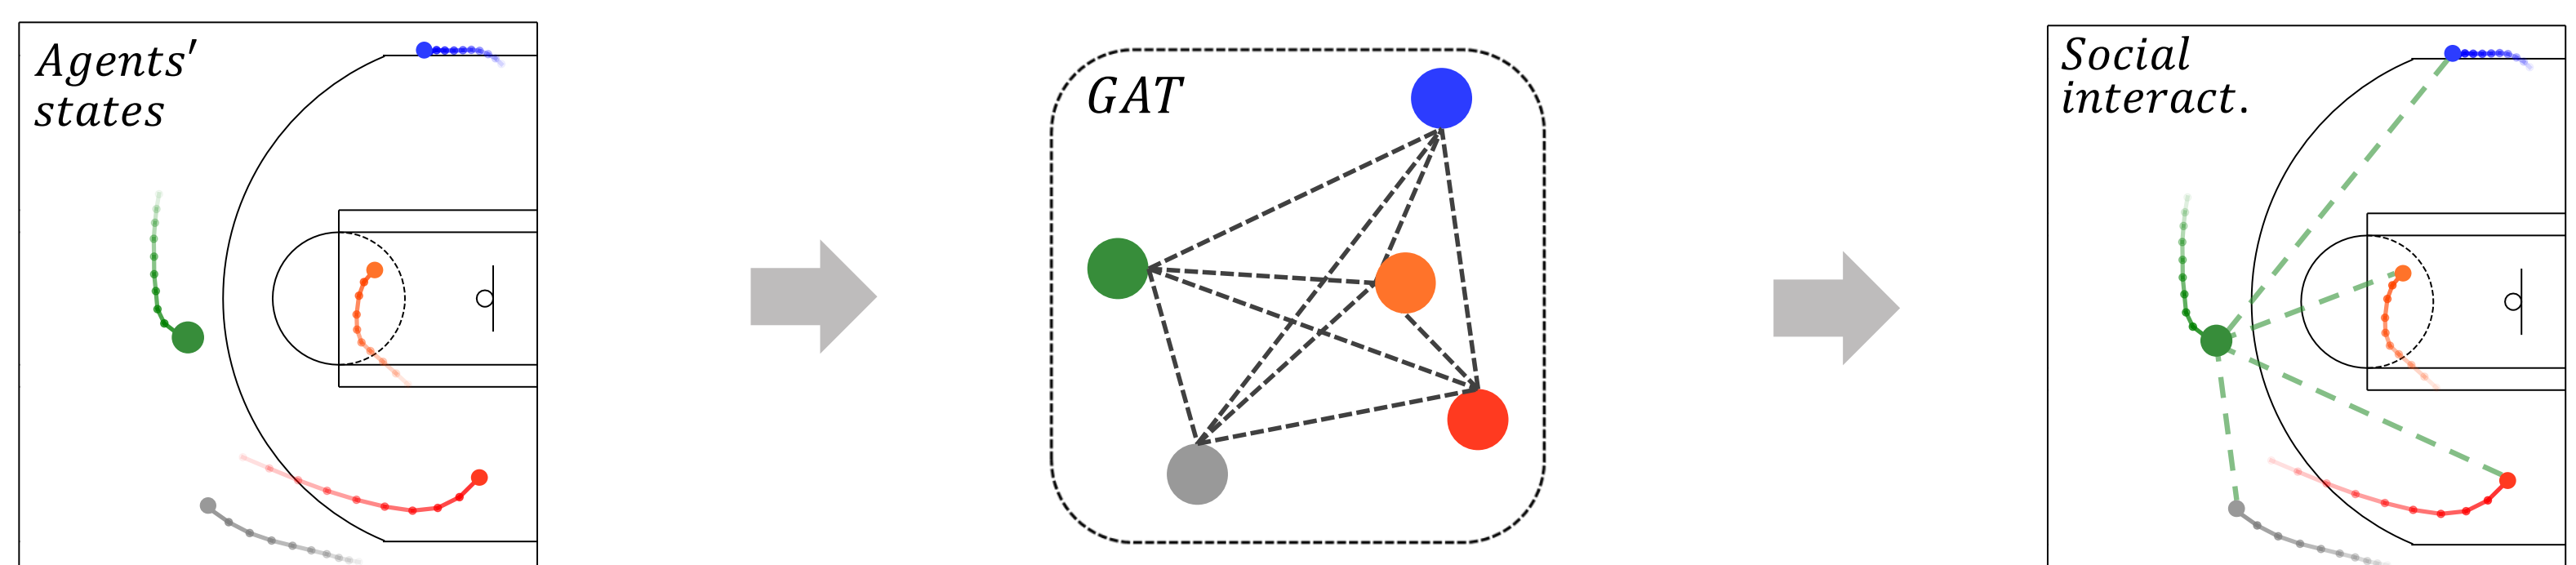 Agents'
states
GAT
Social
interact.